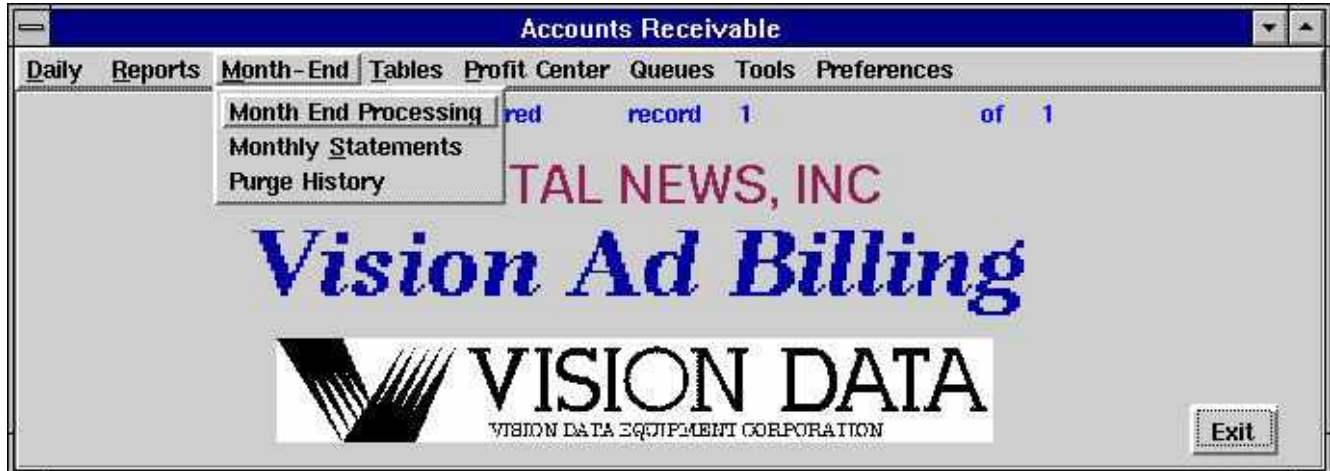 Accounts Receivable
Daily Reports Month-End Tables Profit Center Queues Tools Preferences
Month End Processing red record 1 of 1
Monthly Statements
Purge History
TAL NEWS, INC
Vision Ad Billing
VISION DATA
VISION DATA EQUIPMENT CORPORATION
Exit